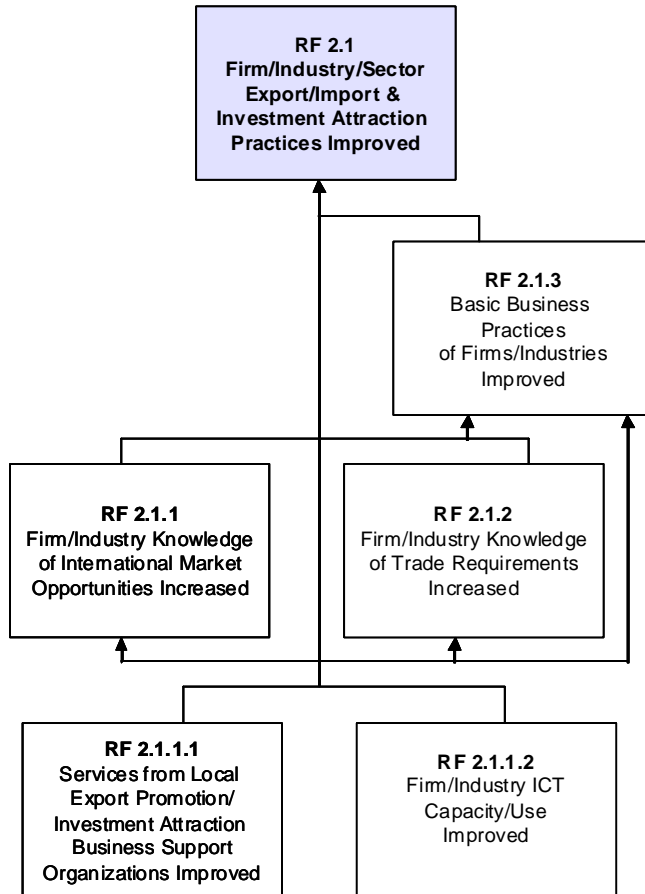 RF 2.1
Firm/Industry/Sector
Export/Import &
Investment Attraction
Practices Improved
RF 2.1.3
Basic Business
Practices
of Firms/Industries
Improved
RF 2.1.1
Firm/Industry Knowledge
of International Market
Opportunities Increased
RF 2.1.2
Firm/Industry Knowledge
of Trade Requirements
Increased
RF 2.1.1.1
Services from Local
Export Promotion/
Investment Attraction
Business Support
Organizations Improved
RF 2.1.1.2
Firm/Industry ICT
Capacity/Use
Improved